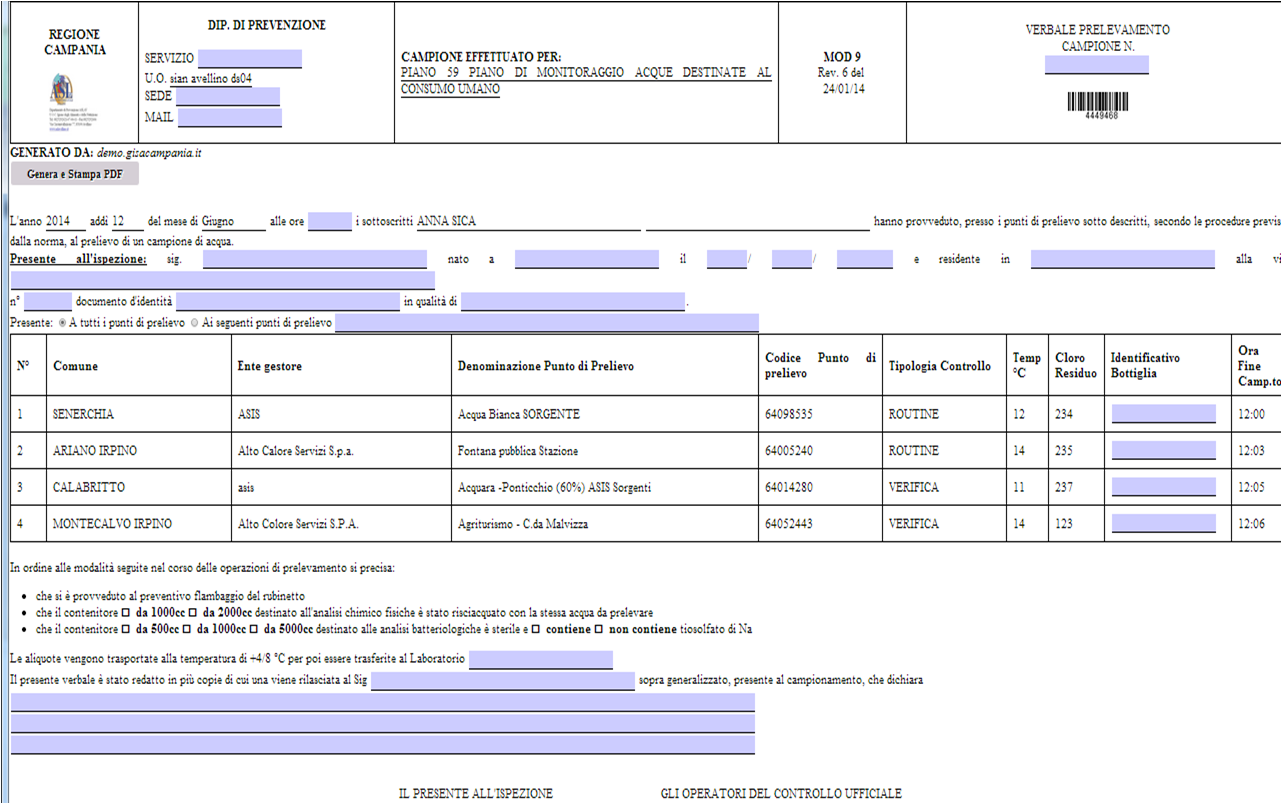 REGIONE
CAMPANIA
ASL
DIP. DI PREVENZIONE
SERVIZIO
U.O. sian avellino ds04
SEDE
MAIL
CAMPIONE EFFETTUATO PER:
PIANO 59 PIANO DI MONITORAGGIO ACQUE DESTINATE AL
CONSUMO UMANO
MOD 9
Rev. 6 del
24/01/14
VERBALE PRELEVAMENTO
CAMPIONE N.
4449468
GENERATO DA: demo.gisacampania.it
Genera e Stampa PDF
L'anno 2014 addi 12 del mese di Giugno alle ore i sottoscritti ANNA SICA hanno provveduto, presso i punti di prelievo sotto descritti, secondo le procedure previs
dalla norma, al prelievo di un campione di acqua.
Presente all'ispezione: sig. nato a il / / e residente in alla vi
n° documento d'identità in qualità di .
Presente: A tutti i punti di prelievo Ai seguenti punti di prelievo
N° Comune Ente gestore Denominazione Punto di Prelievo Codice Punto di prelievo Tipologia Controllo Temp °C Cloro Residuo Identificativo Bottiglia Ora Fine Camp.to
1 SENERCHIA ASIS Acqua Bianca SORGENTE 64098535 ROUTINE 12 234 12:00
2 ARIANO IRPINO Alto Calore Servizi S.p.a. Fontana pubblica Stazione 64005240 ROUTINE 14 235 12:03
3 CALABRITTO asis Acquara -Ponticchio (60%) ASIS Sorgenti 64014280 VERIFICA 11 237 12:05
4 MONTECALVO IRPINO Alto Colore Servizi S.P.A. Agriturismo - C.da Malvizza 64052443 VERIFICA 14 123 12:06
In ordine alle modalità seguite nel corso delle operazioni di prelevamento si precisa:
• che si è provveduto al preventivo flambaggio del rubinetto
• che il contenitore ☐ da 1000cc ☐ da 2000cc destinato all'analisi chimico fisiche è stato risciacquato con la stessa acqua da prelevare
• che il contenitore ☐ da 500cc ☐ da 1000cc ☐ da 5000cc destinato alle analisi batteriologiche è sterile e ☐ contiene ☐ non contiene tiosolfato di Na
Le aliquote vengono trasportate alla temperatura di +4/8 °C per poi essere trasferite al Laboratorio
Il presente verbale è stato redatto in più copie di cui una viene rilasciata al Sig sopra generalizzato, presente al campionamento, che dichiara
IL PRESENTE ALL'ISPEZIONE GLI OPERATORI DEL CONTROLLO UFFICIALE